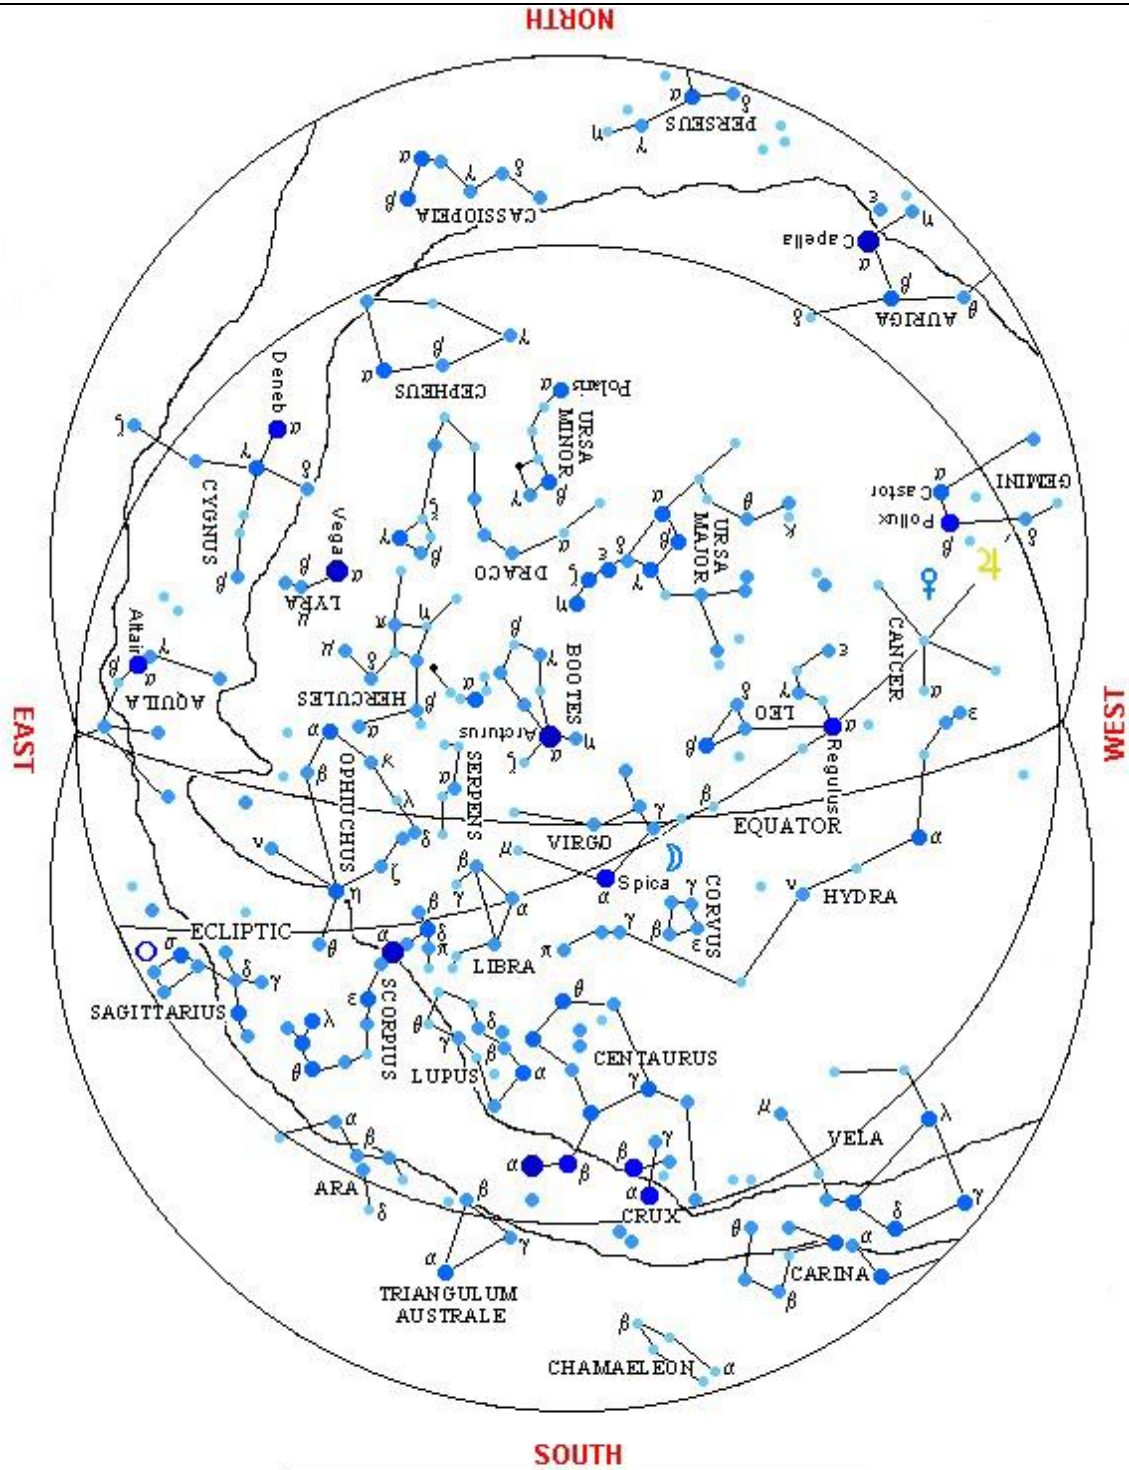 NORTH
α δ
PERSEUS
η γ
α γ δ
β CASSIOPEIA
ε η
Capella
α
β θ
δ AURIGA
γ
β
α CEPHEUS
Deneb α
α Polaris
URSA MINOR
γ β
ζ
γ δ
CYGNUS
β
ζ
γ β
DRACO α
α θ κ
β
URSA MAJOR
δ ε ζ η γ
α Castor
GEMINI
Pollux
β δ
♃
♀
Vega α
β
LYRA
μ
η
π
μ δ
HERCULES
β
α
β γ
BOOTES
Arcturus
α η
ζ
CANCER
α
ε
γ
δ LEO
β α
Regulus
ε
Altair
γ
β α
AQUILA
EAST
WEST
α
κ
β
OPHIUCHUS
λ
δ
ζ
ν
η
θ
α
SERPENS
VIRGO
γ β
EQUATOR
μ
☽
Spica
α
α
ν HYDRA
γ
CORVUS
β ε
γ
π
β
γ α
LIBRA
ECLIPTIC
σ
δ γ
SAGITTARIUS
β
α δ
π
SCORPIUS
ε
λ
θ
θ δ
γ β
LUPUS α
θ
CENTAURUS
γ
μ λ
VELA
δ γ
α
β
ARA
δ
α β
β γ
α
CRUX
β
α γ
TRIANGULUM
AUSTRALE
θ α
CARINA
β
β
CHAMAELEON α
SOUTH